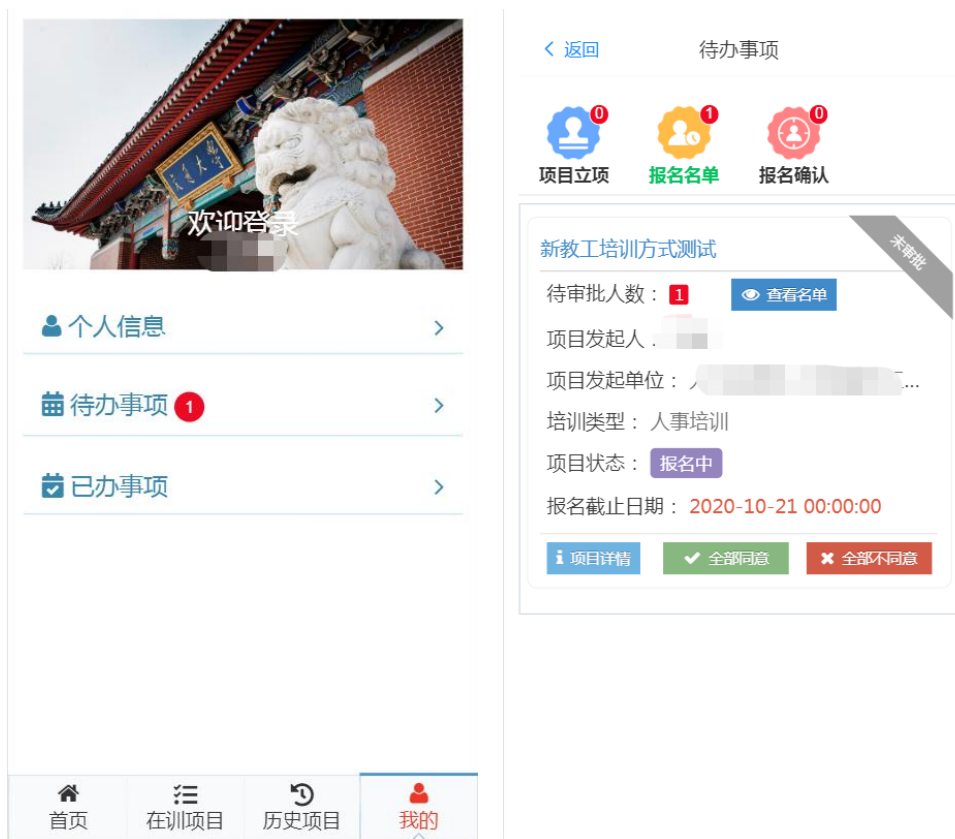 欢迎登录
个人信息
待办事项 1
已办事项
首页
在训项目
历史项目
我的
返回
待办事项
0
1
0
项目立项
报名名单
报名确认
新教工培训方式测试
未审批
待审批人数： 1
查看名单
项目发起人：
项目发起单位：
培训类型： 人事培训
项目状态： 报名中
报名截止日期： 2020-10-21 00:00:00
项目详情
全部同意
全部不同意